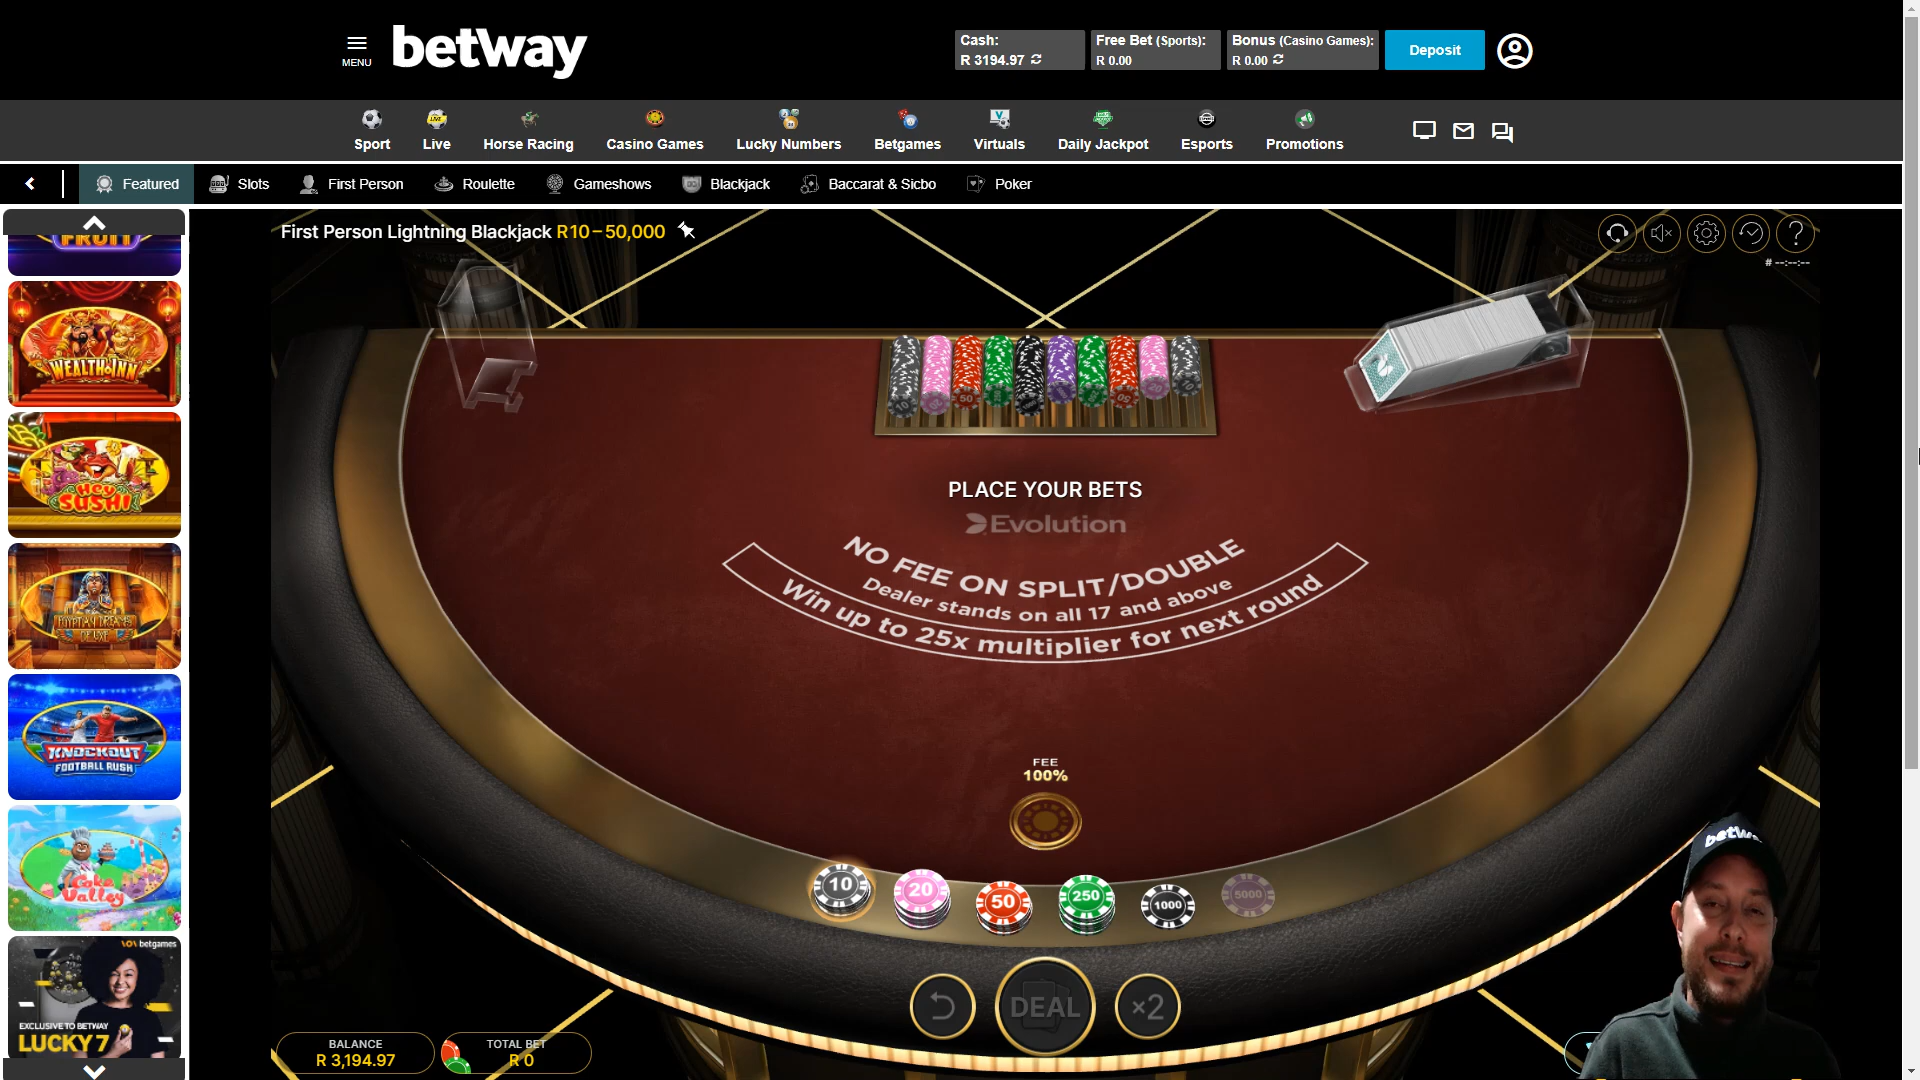 MENU
betway
Cash:
R 3194.97
Free Bet (Sports):
R 0.00
Bonus (Casino Games):
R 0.00
Deposit
Sport
Live
Horse Racing
Casino Games
Lucky Numbers
Betgames
Virtuals
Daily Jackpot
Esports
Promotions
Featured
Slots
First Person
Roulette
Gameshows
Blackjack
Baccarat & Sicbo
Poker
First Person Lightning Blackjack R10–50,000
# --:--:--
FRUIT
WEALTH INN
HEY SUSHI
EGYPTIAN DREAMS DELUXE
KNOCKOUT
FOOTBALL RUSH
Cake Valley
betgames
EXCLUSIVE TO BETWAY
LUCKY 7
PLACE YOUR BETS
Evolution
NO FEE ON SPLIT/DOUBLE
Dealer stands on all 17 and above
Win up to 25x multiplier for next round
FEE
100%
10
20
50
250
1000
5000
DEAL
×2
BALANCE
R 3,194.97
TOTAL BET
R 0
betway